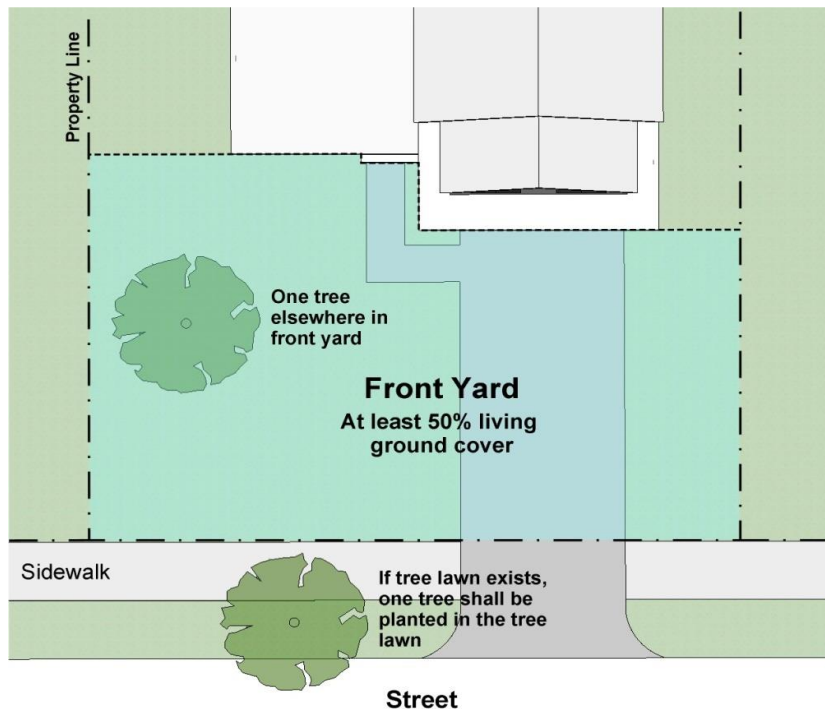 Property Line
One tree
elsewhere in
front yard
Front Yard
At least 50% living
ground cover
Sidewalk
If tree lawn exists,
one tree shall be
planted in the tree
lawn
Street